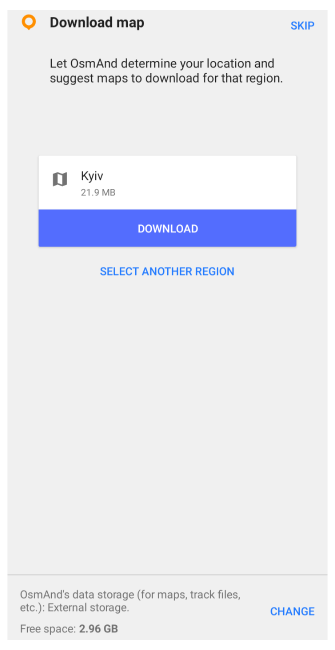 Download map
SKIP
Let OsmAnd determine your location and
suggest maps to download for that region.
Kyiv
21.9 MB
DOWNLOAD
SELECT ANOTHER REGION
OsmAnd's data storage (for maps, track files,
etc.): External storage.
CHANGE
Free space: 2.96 GB